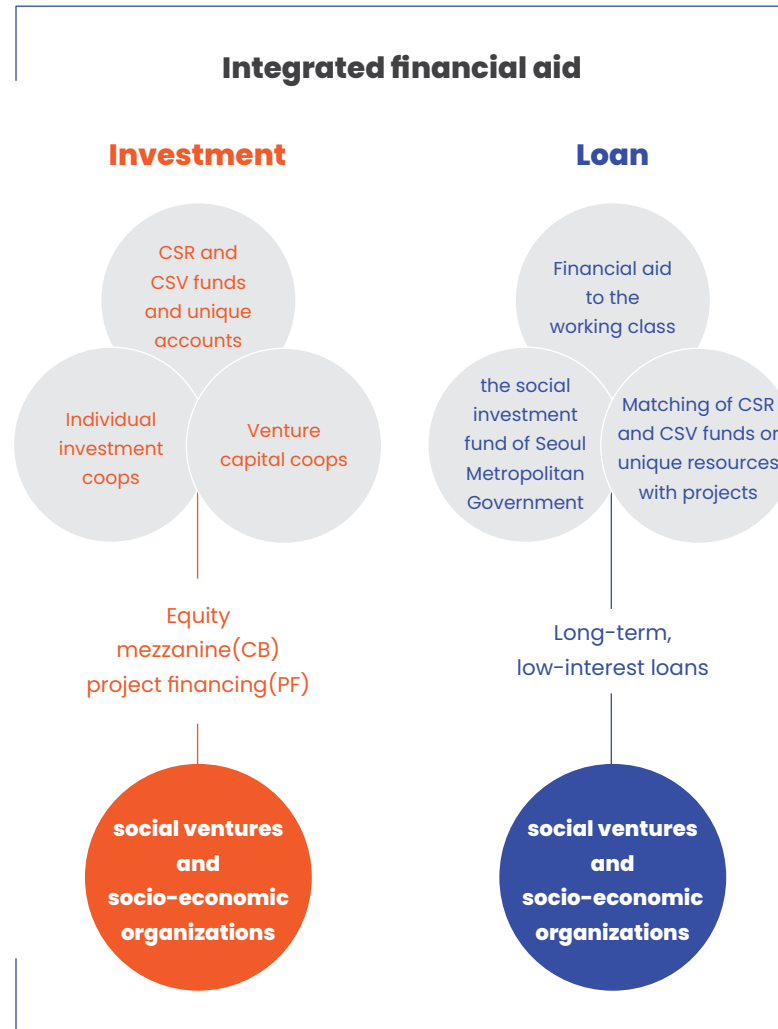 Integrated financial aid
Investment
CSR and
CSV funds
and unique
accounts
Individual
investment
coops
Venture
capital coops
Equity
mezzanine(CB)
project financing(PF)
social ventures
and
socio-economic
organizations
Loan
Financial aid
to the
working class
the social
investment
fund of Seoul
Metropolitan
Government
Matching of CSR
and CSV funds or
unique resources
with projects
Long-term,
low-interest loans
social ventures
and
socio-economic
organizations